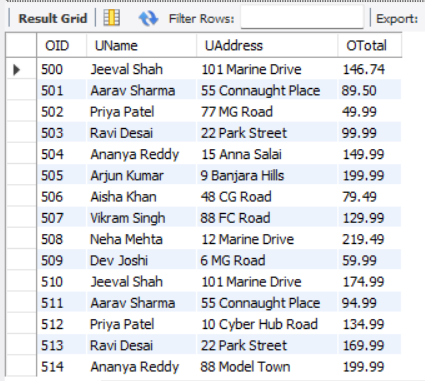 Result Grid Filter Rows: Export:
OID UName UAddress OTotal
500 Jeeval Shah 101 Marine Drive 146.74
501 Aarav Sharma 55 Connaught Place 89.50
502 Priya Patel 77 MG Road 49.99
503 Ravi Desai 22 Park Street 99.99
504 Ananya Reddy 15 Anna Salai 149.99
505 Arjun Kumar 9 Banjara Hills 199.99
506 Aisha Khan 48 CG Road 79.49
507 Vikram Singh 88 FC Road 129.99
508 Neha Mehta 12 Marine Drive 219.49
509 Dev Joshi 6 MG Road 59.99
510 Jeeval Shah 101 Marine Drive 174.99
511 Aarav Sharma 55 Connaught Place 94.99
512 Priya Patel 10 Cyber Hub Road 134.99
513 Ravi Desai 22 Park Street 169.99
514 Ananya Reddy 88 Model Town 199.99